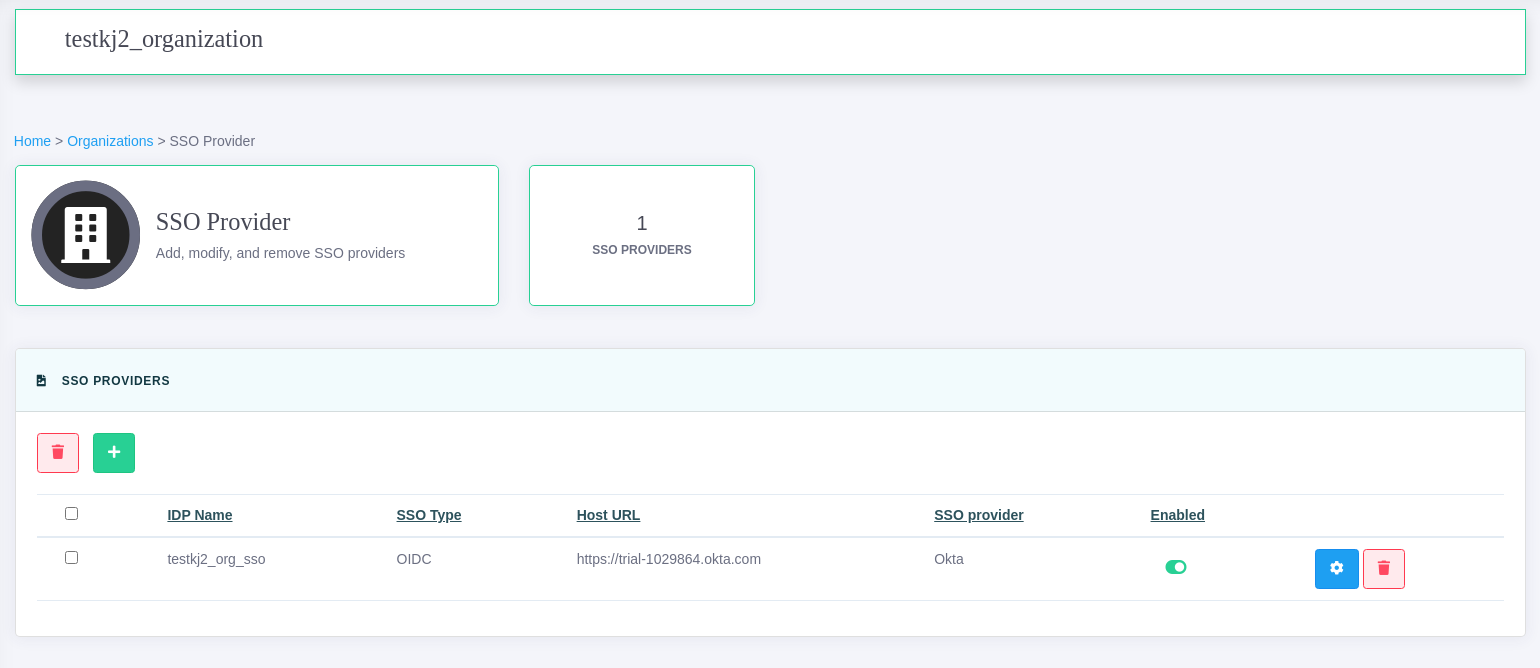 testkj2_organization
Home > Organizations > SSO Provider
SSO Provider
Add, modify, and remove SSO providers
1
SSO PROVIDERS
SSO PROVIDERS
IDP Name SSO Type Host URL SSO provider Enabled
testkj2_org_sso OIDC https://trial-1029864.okta.com Okta